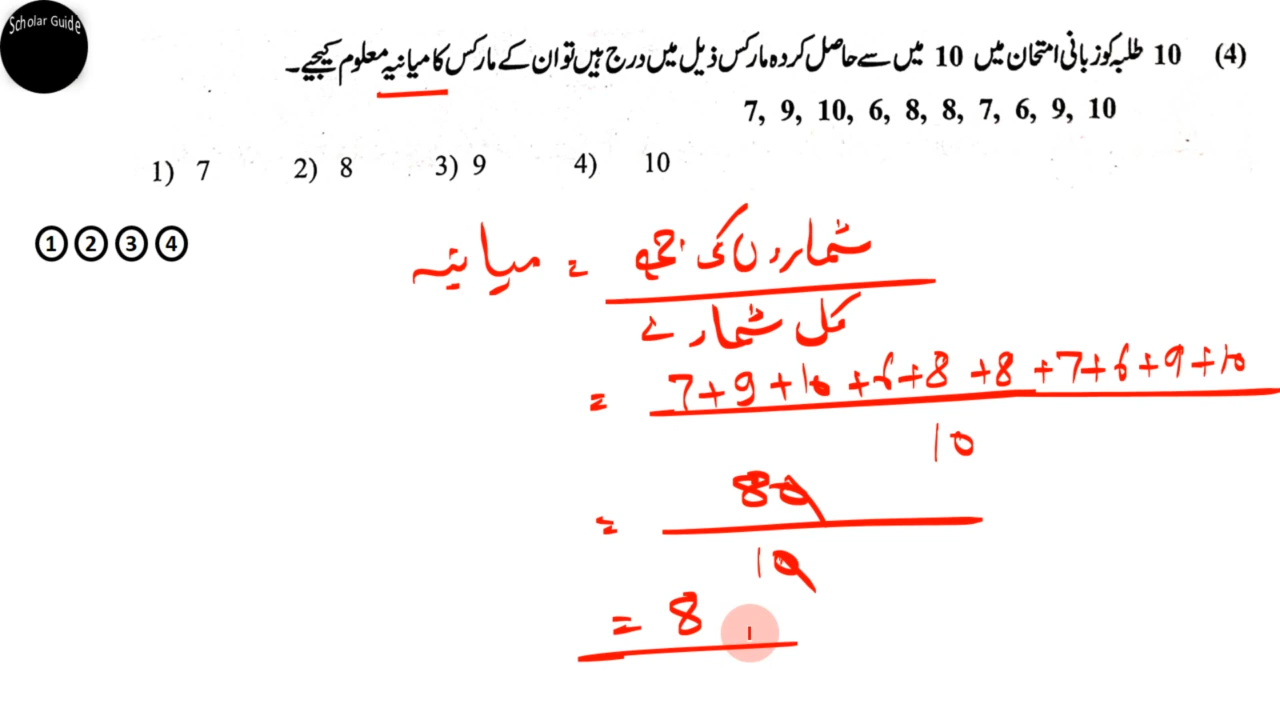 Scholar Guide
(4) 10 طلبہ کو زبانی امتحان میں 10 میں سے حاصل کردہ مارکس ذیل میں درج ہیں تو ان کے مارکس کا میانیہ معلوم کیجیے۔
7, 9, 10, 6, 8, 8, 7, 6, 9, 10
1) 7 2) 8 3) 9 4) 10
1 2 3 4
میانیہ = شماروں کی جمع
کل شمارے
= 7+9+10+6+8+8+7+6+9+10
10
= 80
10
= 8